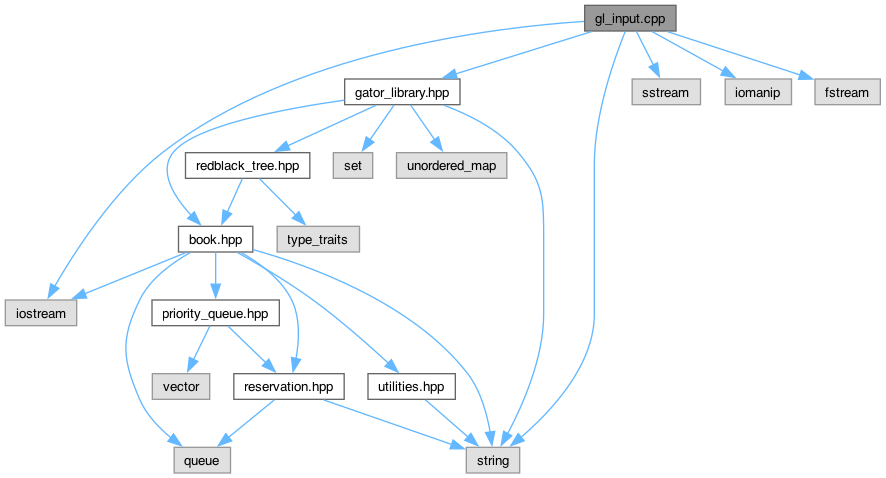 gl_input.cpp
gator_library.hpp
sstream
iomanip
fstream
redblack_tree.hpp
set
unordered_map
book.hpp
type_traits
iostream
priority_queue.hpp
vector
reservation.hpp
utilities.hpp
queue
string